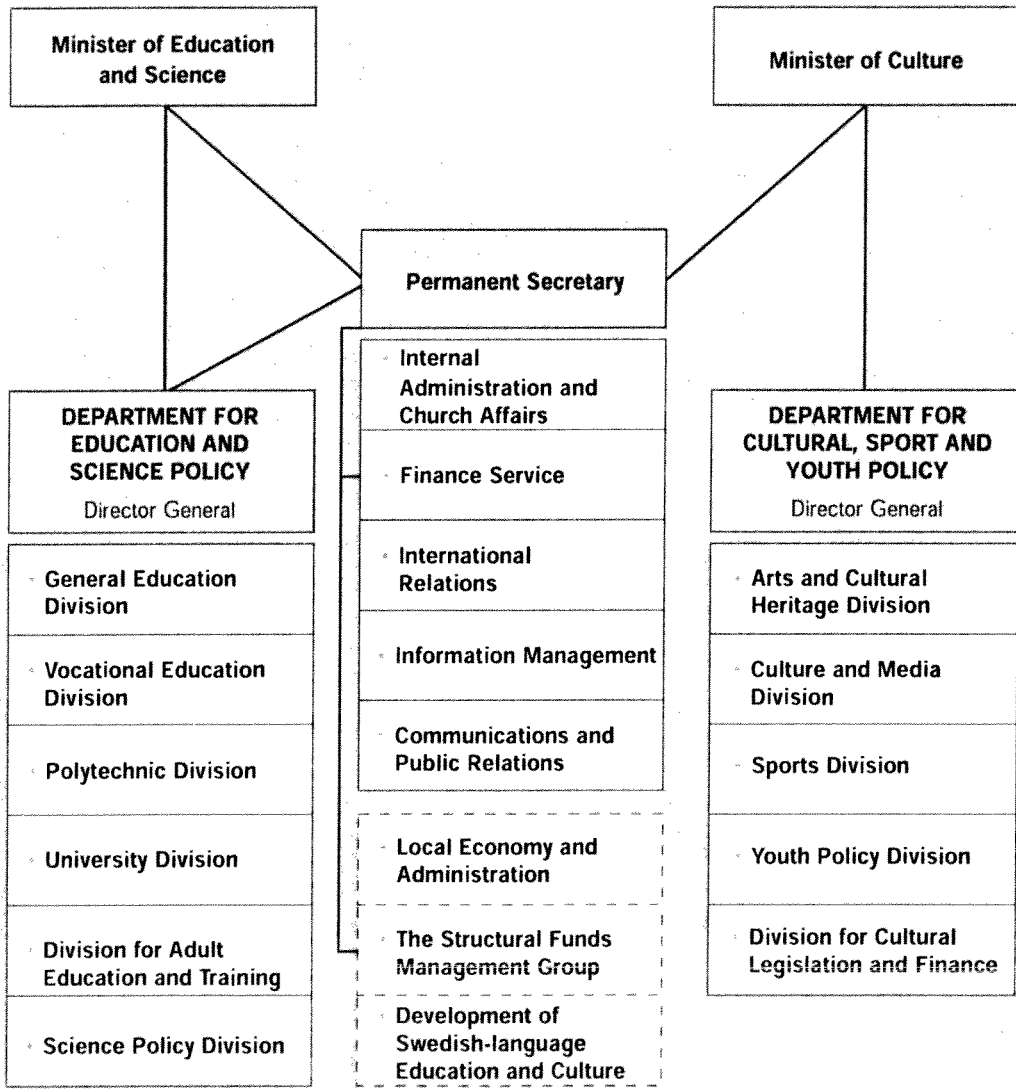 Minister of Education
and Science
Minister of Culture
Permanent Secretary
Internal
Administration and
Church Affairs
Finance Service
International
Relations
Information Management
Communications and
Public Relations
Local Economy and
Administration
The Structural Funds
Management Group
Development of
Swedish-language
Education and Culture
DEPARTMENT FOR
EDUCATION AND
SCIENCE POLICY
Director General
General Education
Division
Vocational Education
Division
Polytechnic Division
University Division
Division for Adult
Education and Training
Science Policy Division
DEPARTMENT FOR
CULTURAL, SPORT AND
YOUTH POLICY
Director General
Arts and Cultural
Heritage Division
Culture and Media
Division
Sports Division
Youth Policy Division
Division for Cultural
Legislation and Finance